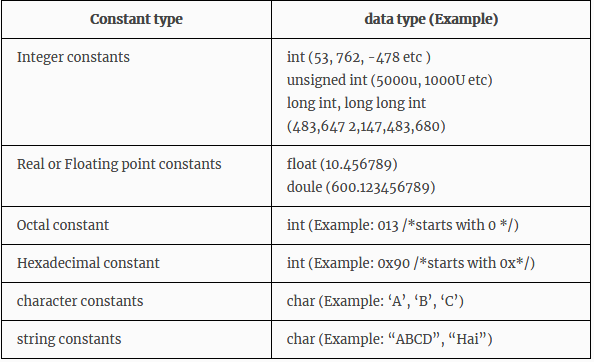 Constant type data type (Example)
Integer constants int (53, 762, -478 etc )
unsigned int (5000u, 1000U etc)
long int, long long int
(483,647 2,147,483,680)
Real or Floating point constants float (10.456789)
doule (600.123456789)
Octal constant int (Example: 013 /*starts with 0 */)
Hexadecimal constant int (Example: 0x90 /*starts with 0x*/)
character constants char (Example: ‘A’, ‘B’, ‘C’)
string constants char (Example: “ABCD”, “Hai”)